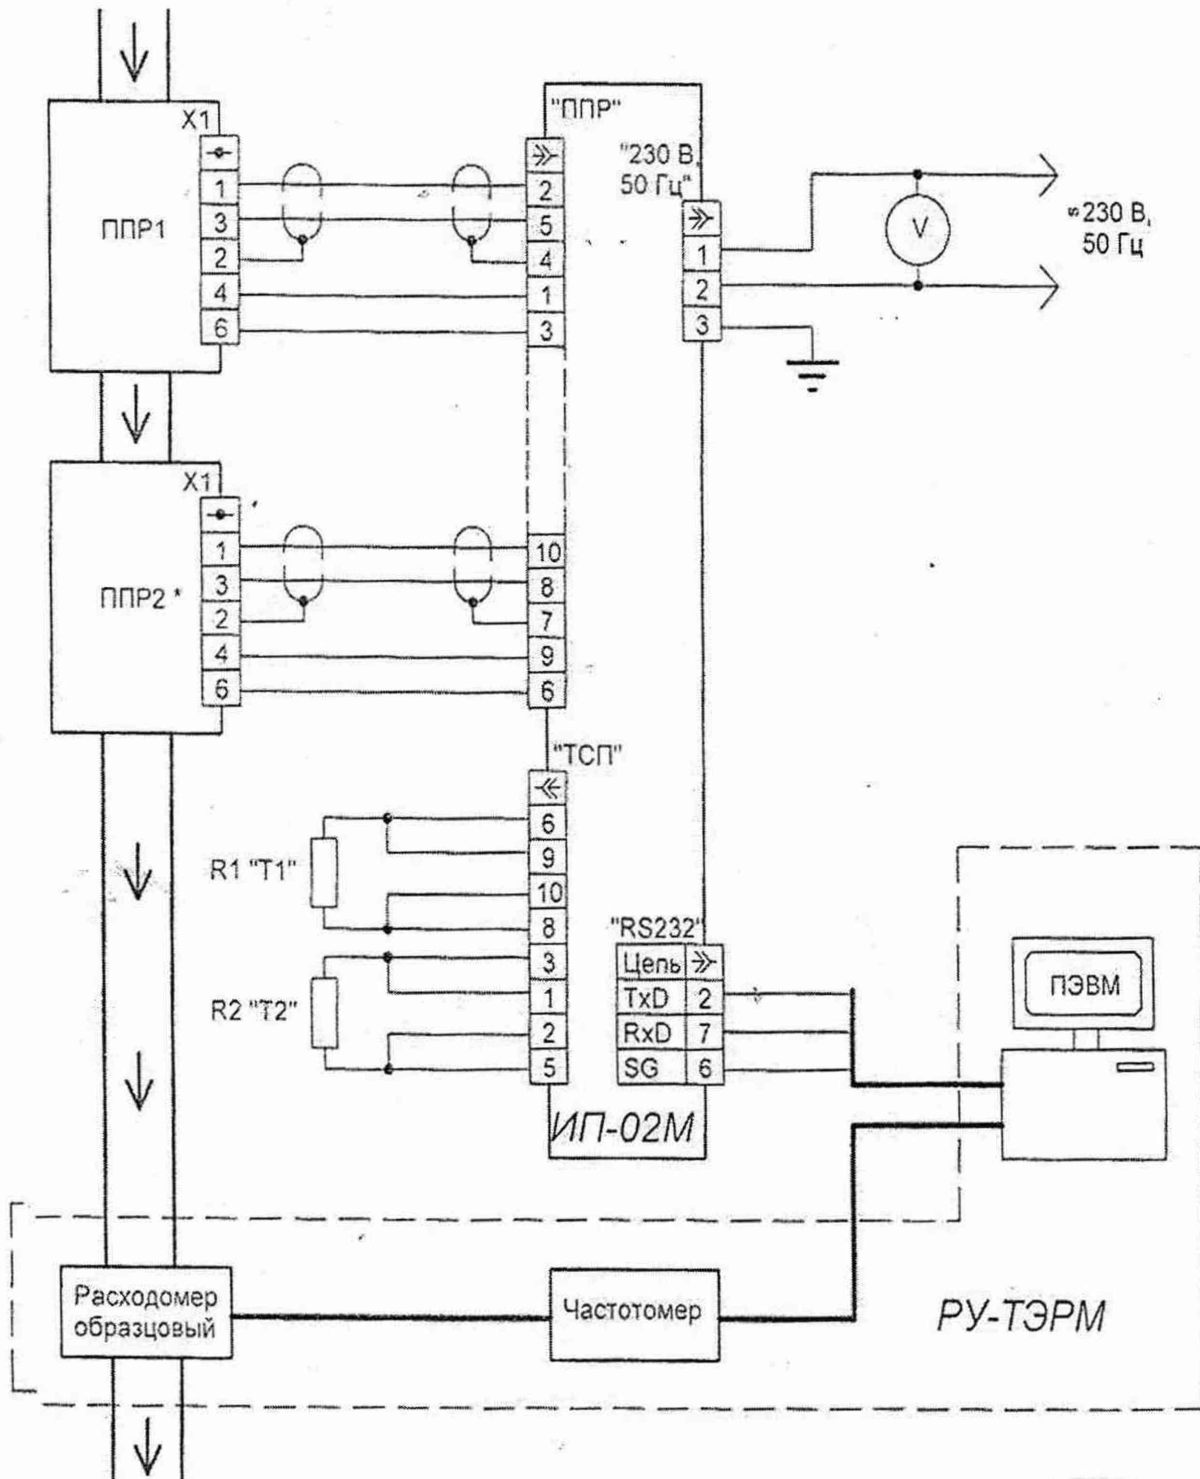 X1
1
3
2
4
6
ППР1
"ППР"
2
5
4
1
3
"230 В,
50 Гц"
1
2
3
V
≈230 В,
50 Гц
X1
1
3
2
4
6
ППР2 *
10
8
7
9
6
"ТСП"
6
9
10
8
3
1
2
5
R1 "Т1"
R2 "Т2"
"RS232"
Цепь
TxD 2
RxD 7
SG 6
ИП-02М
ПЭВМ
Расходомер
образцовый
Частотомер
РУ-ТЭРМ